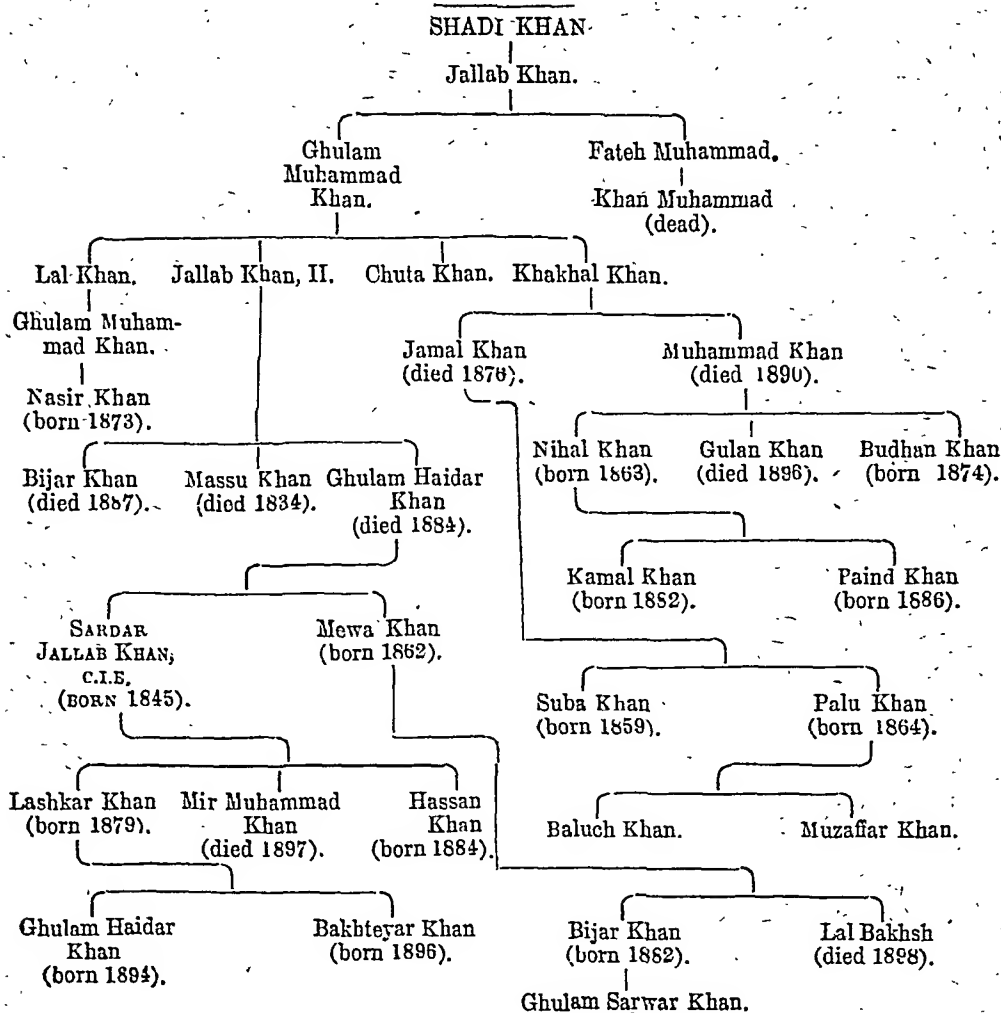 SHADI KHAN
Jallab Khan.
Ghulam
Muhammad
Khan.
Fateh Muhammad.
Khan Muhammad
(dead).
Lal Khan.
Jallab Khan, II.
Chuta Khan.
Khakhal Khan.
Ghulam Muham-
mad Khan.
Nasir Khan
(born 1873).
Jamal Khan
(died 1876).
Muhammad Khan
(died 1890).
Bijar Khan
(died 1887).
Massu Khan
(died 1834).
Ghulam Haidar
Khan
(died 1884).
Nihal Khan
(born 1863).
Gulan Khan
(died 1896).
Budhan Khan
(born 1874).
Kamal Khan
(born 1882).
Paind Khan
(born 1886).
SARDAR
JALLAB KHAN,
C.I.E.
(BORN 1845).
Mewa Khan
(born 1862).
Suba Khan
(born 1859).
Palu Khan
(born 1864).
Lashkar Khan
(born 1879).
Mir Muhammad
Khan
(died 1897).
Hassan
Khan
(born 1884).
Baluch Khan.
Muzaffar Khan.
Ghulam Haidar
Khan
(born 1894).
Bakhteyar Khan
(born 1896).
Bijar Khan
(born 1882).
Lal Bakhsh
(died 1898).
Ghulam Sarwar Khan.